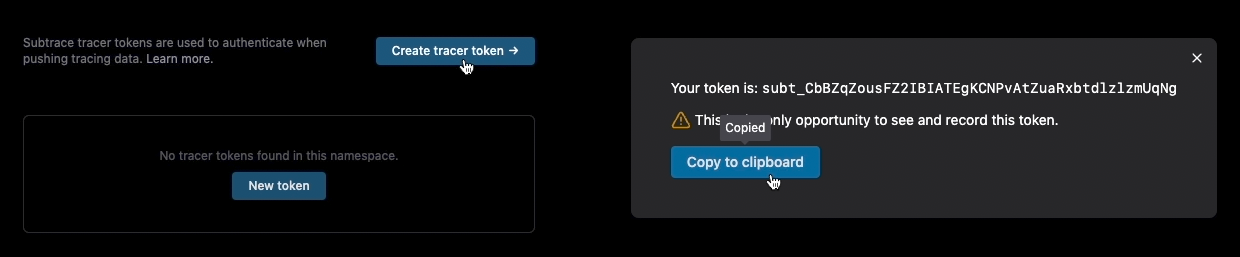 Subtrace tracer tokens are used to authenticate when
pushing tracing data. Learn more.
Create tracer token →
No tracer tokens found in this namespace.
New token
Your token is: subt_CbBZqZousFZ2IBIATEgKCNPvAtZuaRxbtdlzlzmUqNg
This only opportunity to see and record this token.
Copied
Copy to clipboard